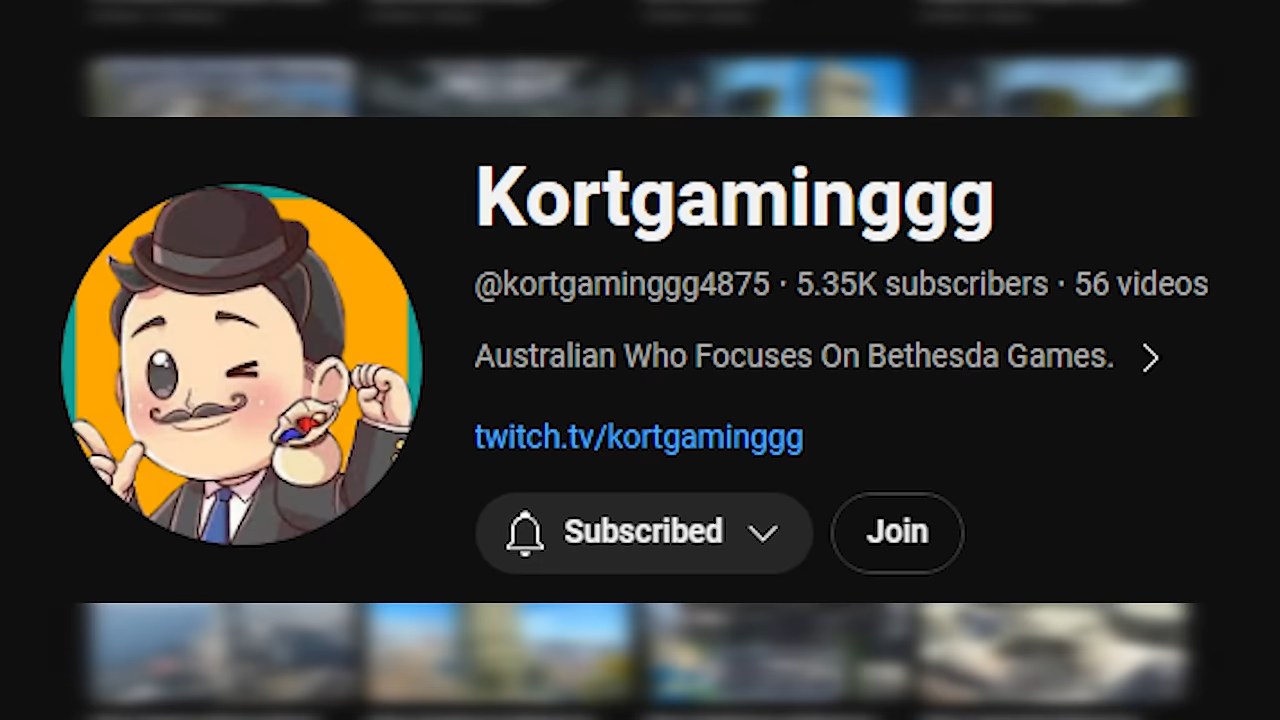 Kortgaminggg
@kortgaminggg4875 · 5.35K subscribers · 56 videos
Australian Who Focuses On Bethesda Games.
twitch.tv/kortgaminggg
Subscribed
Join